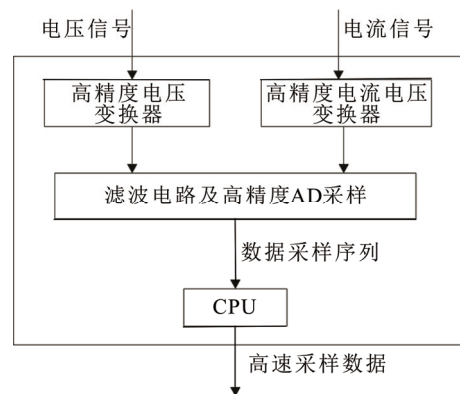 电压信号
电流信号
高精度电压
变换器
高精度电流电压
变换器
滤波电路及高精度AD采样
数据采样序列
CPU
高速采样数据